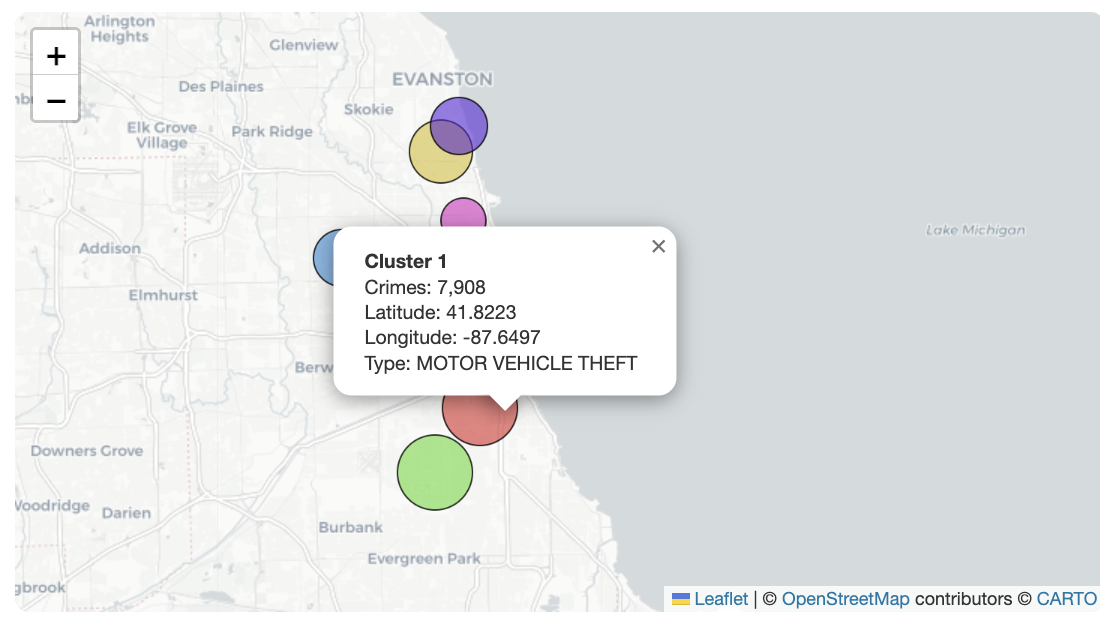 Arlington
Heights
Glenview
+
EVANSTON
Des Plaines
−
Skokie
Elk Grove
Village
Park Ridge
Lake Michigan
Addison
×
Cluster 1
Crimes: 7,908
Latitude: 41.8223
Longitude: -87.6497
Type: MOTOR VEHICLE THEFT
Elmhurst
Berw
Downers Grove
Woodridge
Darien
Burbank
Evergreen Park
gbrook
Leaflet | © OpenStreetMap contributors © CARTO